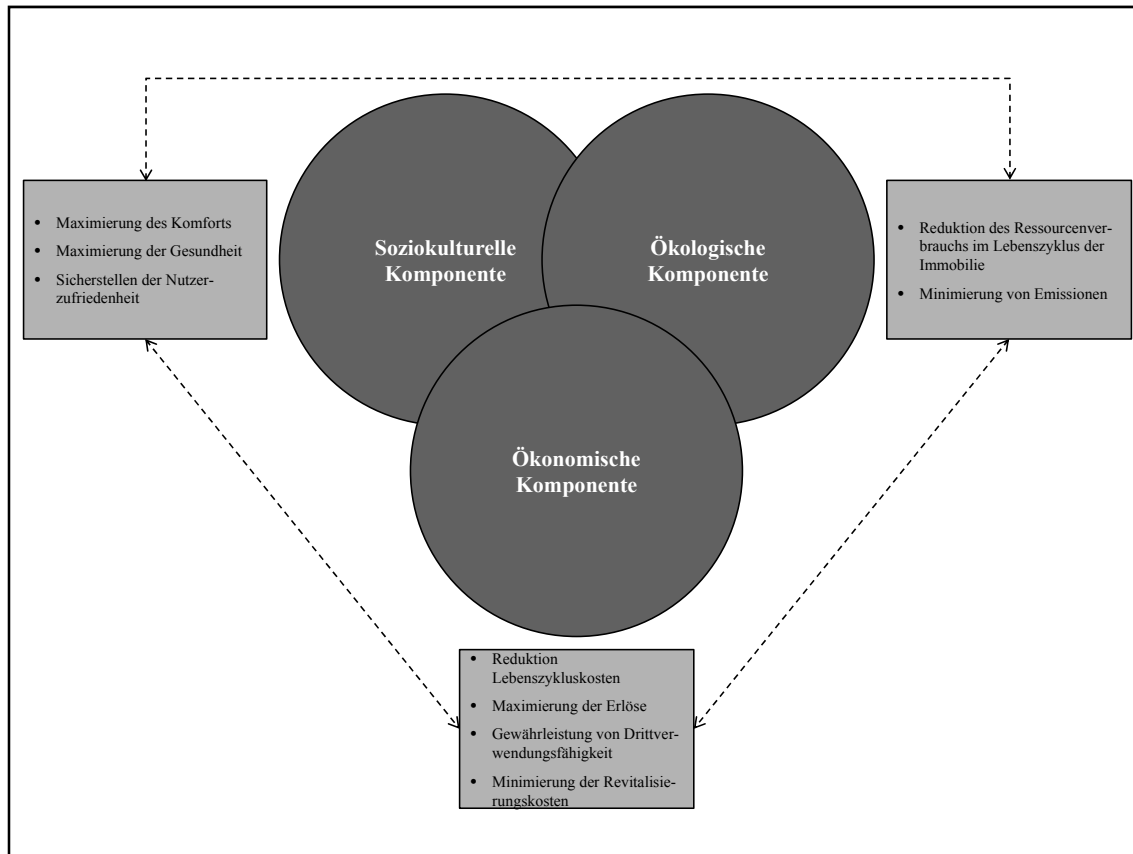 Soziokulturelle
Komponente
Ökologische
Komponente
Ökonomische
Komponente
• Maximierung des Komforts
• Maximierung der Gesundheit
• Sicherstellen der Nutzer-
zufriedenheit
• Reduktion des Ressourcenver-
brauchs im Lebenszyklus der
Immobilie
• Minimierung von Emissionen
• Reduktion
Lebenszykluskosten
• Maximierung der Erlöse
• Gewährleistung von Drittver-
wendungsfähigkeit
• Minimierung der Revitalisie-
rungskosten